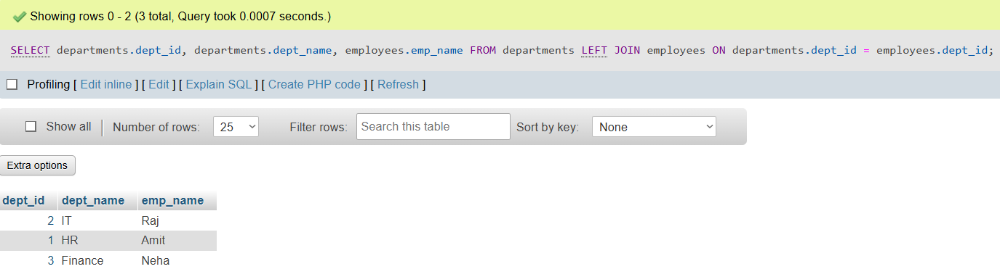 Showing rows 0 - 2 (3 total, Query took 0.0007 seconds.)
SELECT departments.dept_id, departments.dept_name, employees.emp_name FROM departments LEFT JOIN employees ON departments.dept_id = employees.dept_id;
Profiling [ Edit inline ] [ Edit ] [ Explain SQL ] [ Create PHP code ] [ Refresh ]
Show all Number of rows: 25 Filter rows: Search this table Sort by key: None
Extra options
dept_id dept_name emp_name
2 IT Raj
1 HR Amit
3 Finance Neha